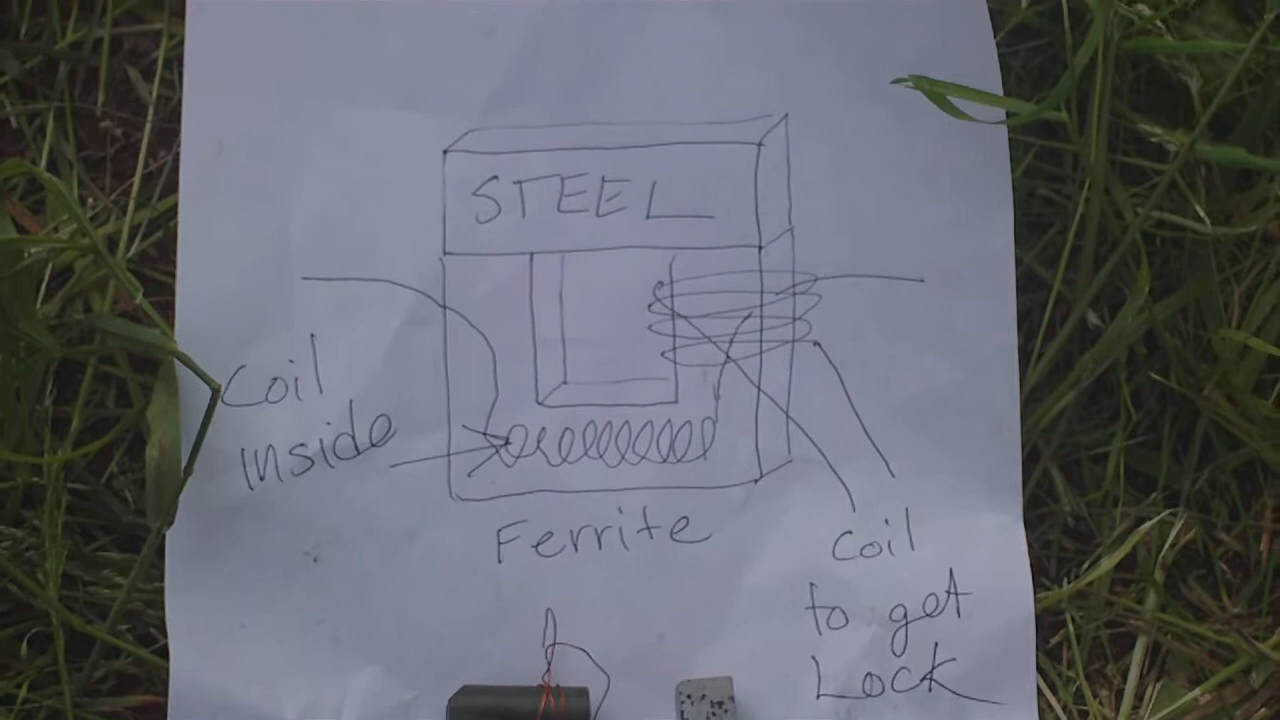 STEEL
Coil
inside
Ferrite
coil
to get
Lock